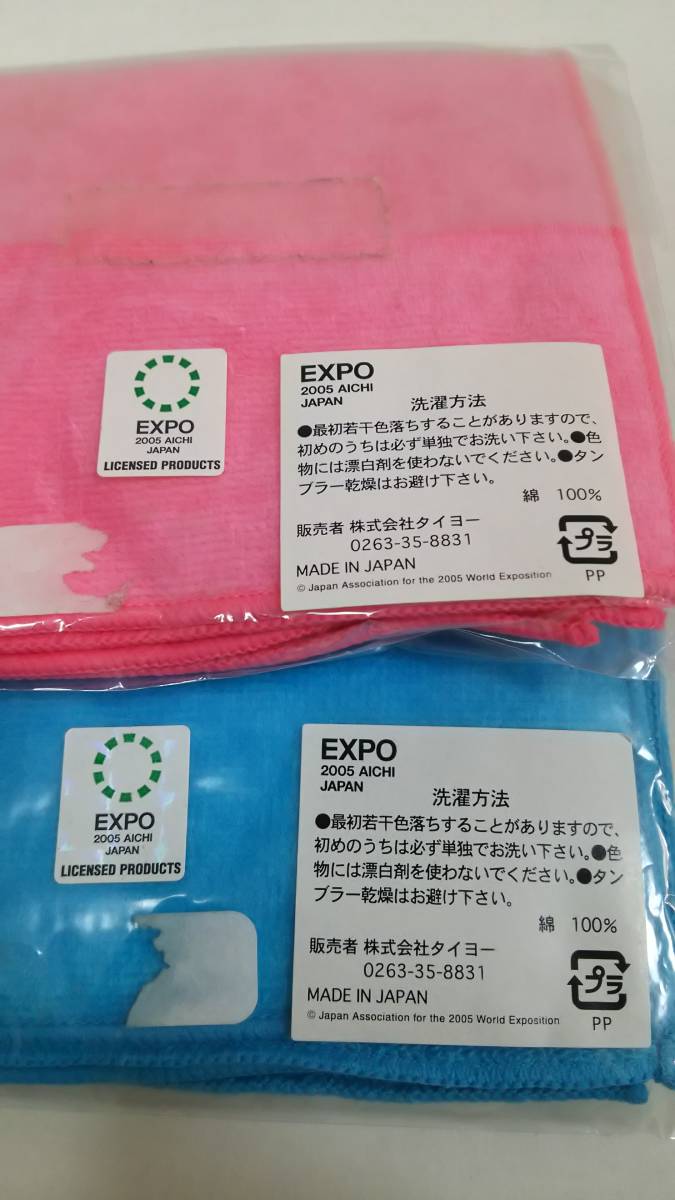 EXPO
2005 AICHI
JAPAN
LICENSED PRODUCTS
EXPO
2005 AICHI
JAPAN
洗濯方法
●最初若干色落ちすることがありますので、
初めのうちは必ず単独でお洗い下さい。●色
物には漂白剤を使わないでください。●タン
ブラー乾燥はお避け下さい。
綿 100%
販売者 株式会社タイヨー
0263-35-8831
MADE IN JAPAN
© Japan Association for the 2005 World Exposition
プラ
PP
EXPO
2005 AICHI
JAPAN
LICENSED PRODUCTS
EXPO
2005 AICHI
JAPAN
洗濯方法
●最初若干色落ちすることがありますので、
初めのうちは必ず単独でお洗い下さい。●色
物には漂白剤を使わないでください。●タン
ブラー乾燥はお避け下さい。
綿 100%
販売者 株式会社タイヨー
0263-35-8831
MADE IN JAPAN
© Japan Association for the 2005 World Exposition
プラ
PP